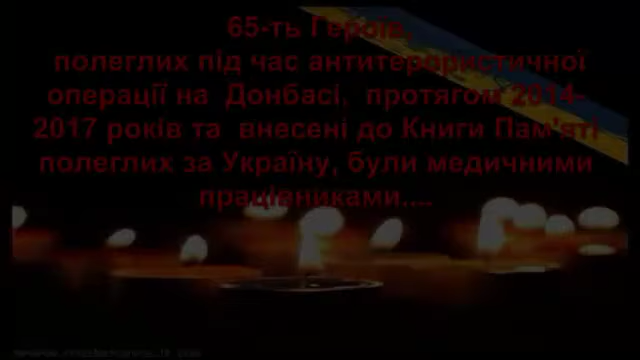 65-ть Героїв,
полеглих під час антитерористичної
операції на Донбасі, протягом 2014-
2017 років та внесені до Книги Пам'яті
полеглих за Україну, були медичними
працівниками....